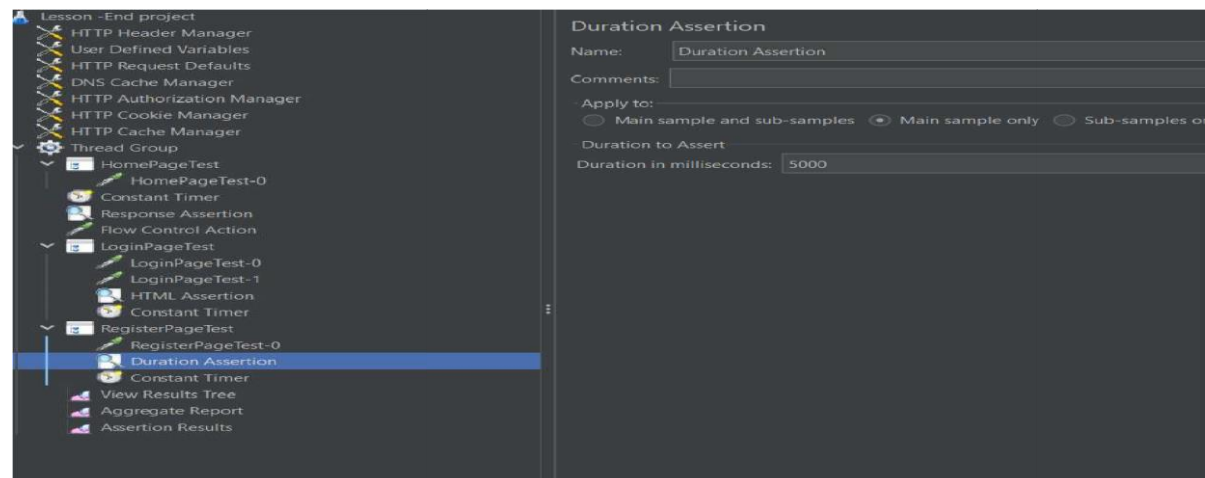 Lesson -End project
HTTP Header Manager
User Defined Variables
HTTP Request Defaults
DNS Cache Manager
HTTP Authorization Manager
HTTP Cookie Manager
HTTP Cache Manager
Thread Group
HomePageTest
HomePageTest-0
Constant Timer
Response Assertion
Flow Control Action
LoginPageTest
LoginPageTest-0
LoginPageTest-1
HTML Assertion
Constant Timer
RegisterPageTest
RegisterPageTest-0
Duration Assertion
Constant Timer
View Results Tree
Aggregate Report
Assertion Results
Duration Assertion
Name: Duration Assertion
Comments:
Apply to:
Main sample and sub-samples Main sample only Sub-samples
Duration to Assert
Duration in milliseconds: 5000